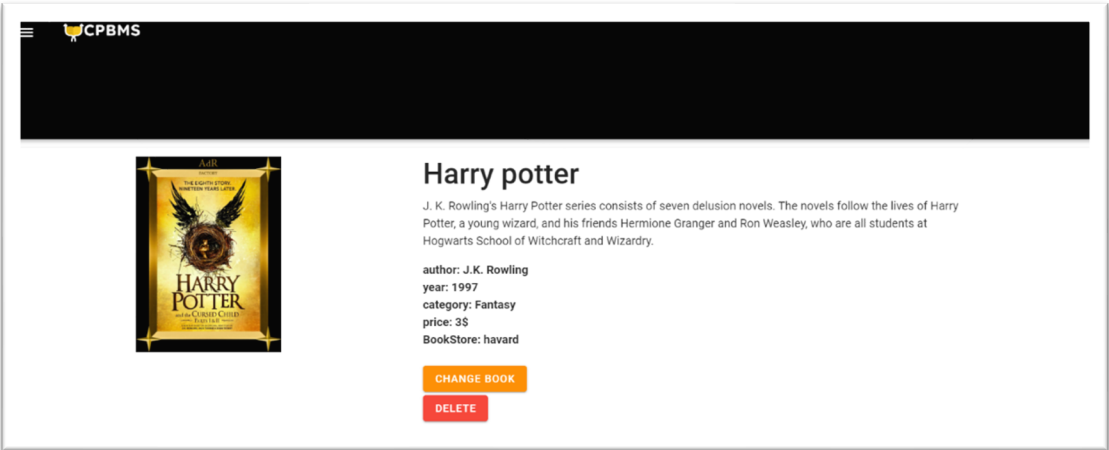 CPBMS
AdR
THE EIGHTH STORY.
NINETEEN YEARS LATER.
HARRY
POTTER
and the CURSED CHILD
Harry potter
J. K. Rowling's Harry Potter series consists of seven delusion novels. The novels follow the lives of Harry
Potter, a young wizard, and his friends Hermione Granger and Ron Weasley, who are all students at
Hogwarts School of Witchcraft and Wizardry.
author: J.K. Rowling
year: 1997
category: Fantasy
price: 3$
BookStore: havard
CHANGE BOOK
DELETE